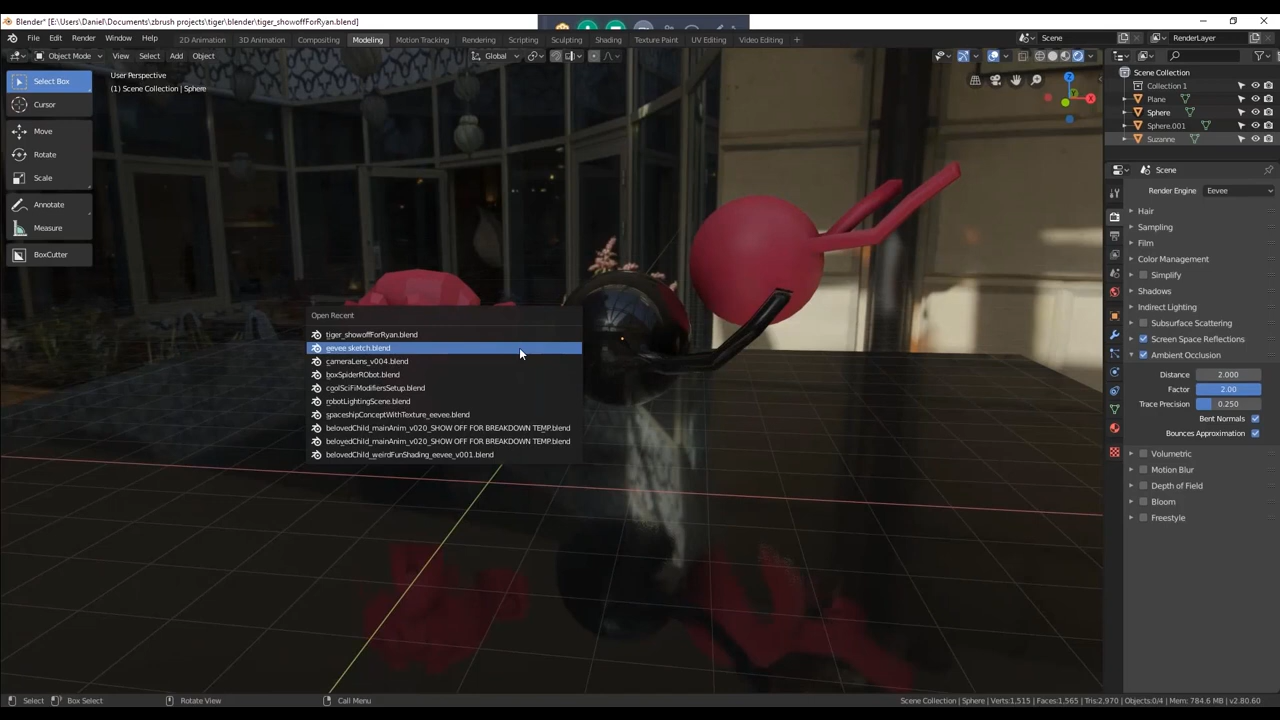 Blender* [E:\Users\Daniel\Documents\zbrush projects\tiger\blender\tiger_showoffForRyan.blend]
File Edit Render Window Help
2D Animation 3D Animation Compositing Modeling Motion Tracking Rendering Scripting Sculpting Shading Texture Paint UV Editing Video Editing +
Scene RenderLayer
Object Mode View Select Add Object
Global
User Perspective
(1) Scene Collection | Sphere
Select Box
Cursor
Move
Rotate
Scale
Annotate
Measure
BoxCutter
Open Recent
tiger_showoffForRyan.blend
eevee sketch.blend
cameraLens_v004.blend
boxSpiderRObot.blend
coolSciFiModifiersSetup.blend
robotLightingScene.blend
spaceshipConceptWithTexture_eevee.blend
belovedChild_mainAnim_v020_SHOW OFF FOR BREAKDOWN TEMP.blend
belovedChild_mainAnim_v020_SHOW OFF FOR BREAKDOWN TEMP.blend
belovedChild_weirdFunShading_eevee_v001.blend
Z
Y
X
Scene Collection
Collection 1
Plane
Sphere
Sphere.001
Suzanne
Scene
Render Engine Eevee
Hair
Sampling
Film
Color Management
Simplify
Shadows
Indirect Lighting
Subsurface Scattering
Screen Space Reflections
Ambient Occlusion
Distance 2.000
Factor 2.00
Trace Precision 0.250
Bent Normals
Bounces Approximation
Volumetric
Motion Blur
Depth of Field
Bloom
Freestyle
Select Box Select Rotate View Call Menu
Scene Collection | Sphere | Verts:1,515 | Faces:1,565 | Tris:2,970 | Objects:0/4 | Mem: 784.6 MB | v2.80.60